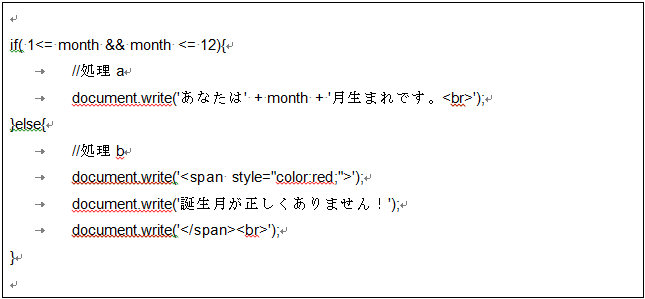 if( 1<= month && month <= 12){
//処理 a
document.write('あなたは' + month + '月生まれです。<br>');
}else{
//処理 b
document.write('<span style="color:red;">');
document.write('誕生月が正しくありません！');
document.write('</span><br>');
}